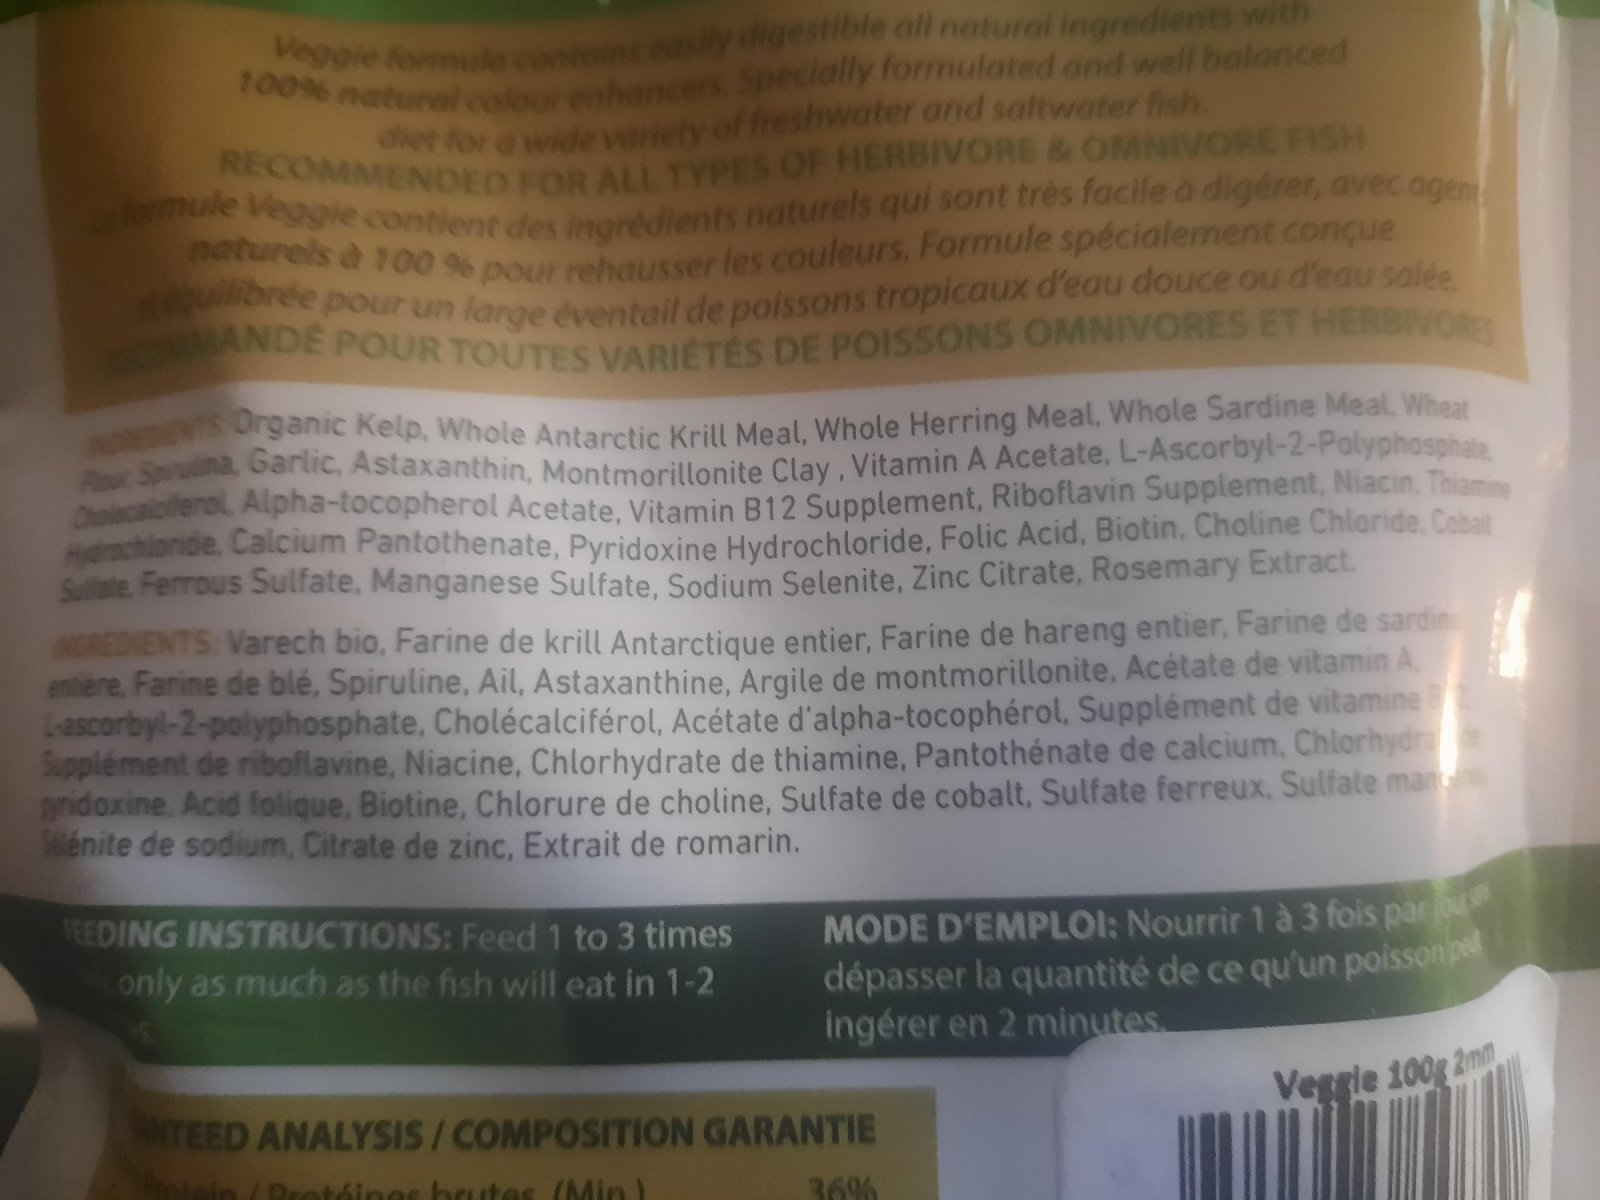 Veggie formula contains easily digestible all natural ingredients with
100% natural colour enhancers. Specially formulated and well balanced
diet for a wide variety of freshwater and saltwater fish.
RECOMMENDED FOR ALL TYPES OF HERBIVORE & OMNIVORE FISH
formule Veggie contient des ingrédients naturels qui sont très facile à digérer, avec agents
naturels à 100 % pour rehausser les couleurs. Formule spécialement conçue
équilibrée pour un large éventail de poissons tropicaux d'eau douce ou d'eau salée.
RECOMMANDÉ POUR TOUTES VARIÉTÉS DE POISSONS OMNIVORES ET HERBIVORES
INGREDIENTS: Organic Kelp, Whole Antarctic Krill Meal, Whole Herring Meal, Whole Sardine Meal, Wheat
Flour, Spirulina, Garlic, Astaxanthin, Montmorillonite Clay , Vitamin A Acetate, L-Ascorbyl-2-Polyphosphate,
Cholecalciferol, Alpha-tocopherol Acetate, Vitamin B12 Supplement, Riboflavin Supplement, Niacin, Thiamine
Hydrochloride, Calcium Pantothenate, Pyridoxine Hydrochloride, Folic Acid, Biotin, Choline Chloride, Cobalt
Sulfate, Ferrous Sulfate, Manganese Sulfate, Sodium Selenite, Zinc Citrate, Rosemary Extract.
INGREDIENTS: Varech bio, Farine de krill Antarctique entier, Farine de hareng entier, Farine de sardine
entière, Farine de blé, Spiruline, Ail, Astaxanthine, Argile de montmorillonite, Acétate de vitamin A,
L-ascorbyl-2-polyphosphate, Cholécalciférol, Acétate d'alpha-tocophérol, Supplément de vitamine B12
Supplément de riboflavine, Niacine, Chlorhydrate de thiamine, Pantothénate de calcium, Chlorhydrate de
pyridoxine, Acid folique, Biotine, Chlorure de choline, Sulfate de cobalt, Sulfate ferreux, Sulfate
Sélénite de sodium, Citrate de zinc, Extrait de romarin.
FEEDING INSTRUCTIONS: Feed 1 to 3 times
only as much as the fish will eat in 1-2
MODE D'EMPLOI: Nourrir 1 à 3 fois par jour sans
dépasser la quantité de ce qu'un poisson peut
ingérer en 2 minutes.
Veggie 100g 2mm
GUARANTEED ANALYSIS / COMPOSITION GARANTIE
Protein / Protéines brutes (Min.) 36%